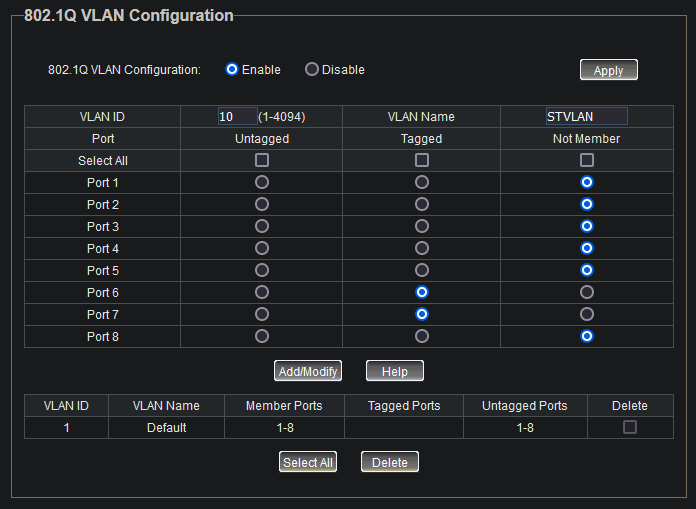 802.1Q VLAN Configuration
802.1Q VLAN Configuration: Enable Disable Apply
VLAN ID 10 (1-4094) VLAN Name STVLAN
Port Untagged Tagged Not Member
Select All
Port 1
Port 2
Port 3
Port 4
Port 5
Port 6
Port 7
Port 8
Add/Modify Help
VLAN ID VLAN Name Member Ports Tagged Ports Untagged Ports Delete
1 Default 1-8 1-8
Select All Delete